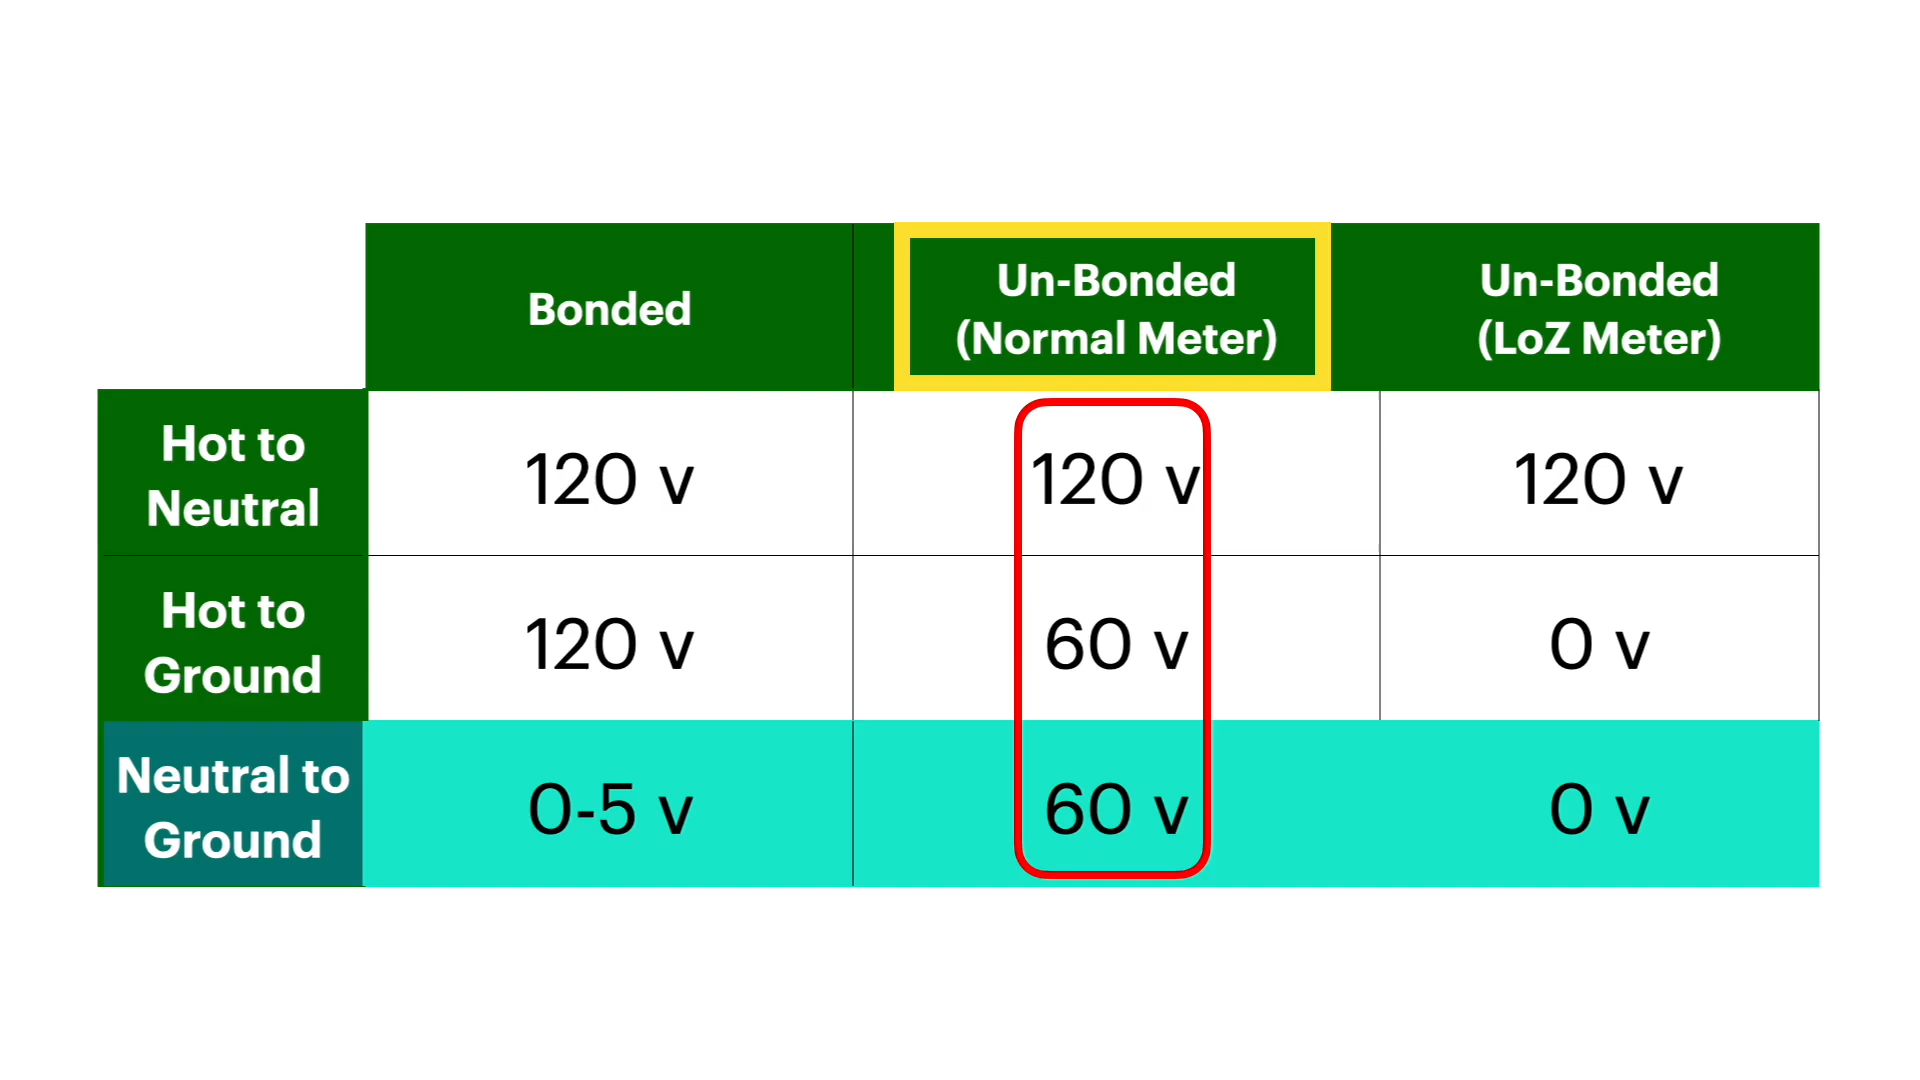 Bonded
Un-Bonded
(Normal Meter)
Un-Bonded
(LoZ Meter)
Hot to
Neutral
120 v
120 v
120 v
Hot to
Ground
120 v
60 v
0 v
Neutral to
Ground
0-5 v
60 v
0 v